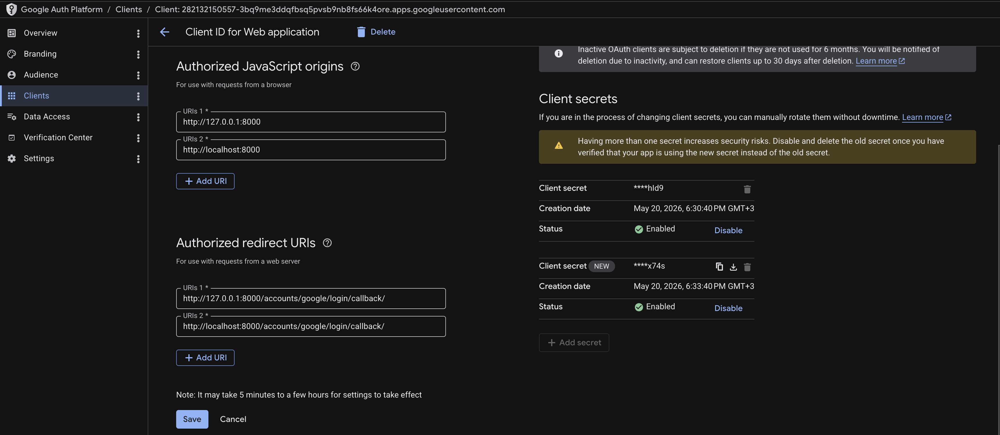 Google Auth Platform / Clients / Client: 282132150557-3bq9me3ddqfbsq5pvsb9nb8fs66k4ore.apps.googleusercontent.com
Overview
Branding
Audience
Clients
Data Access
Verification Center
Settings
Client ID for Web application
Delete
Authorized JavaScript origins
For use with requests from a browser
URIs 1 *
http://127.0.0.1:8000
URIs 2 *
http://localhost:8000
Add URI
Authorized redirect URIs
For use with requests from a web server
URIs 1 *
http://127.0.0.1:8000/accounts/google/login/callback/
URIs 2 *
http://localhost:8000/accounts/google/login/callback/
Add URI
Note: It may take 5 minutes to a few hours for settings to take effect
Save
Cancel
Inactive OAuth clients are subject to deletion if they are not used for 6 months. You will be notified of
deletion due to inactivity, and can restore clients up to 30 days after deletion. Learn more
Client secrets
If you are in the process of changing client secrets, you can manually rotate them without downtime. Learn more
Having more than one secret increases security risks. Disable and delete the old secret once you have
verified that your app is using the new secret instead of the old secret.
Client secret ****hId9
Creation date May 20, 2026, 6:30:40 PM GMT+3
Status Enabled Disable
Client secret NEW ****x74s
Creation date May 20, 2026, 6:33:40 PM GMT+3
Status Enabled Disable
Add secret